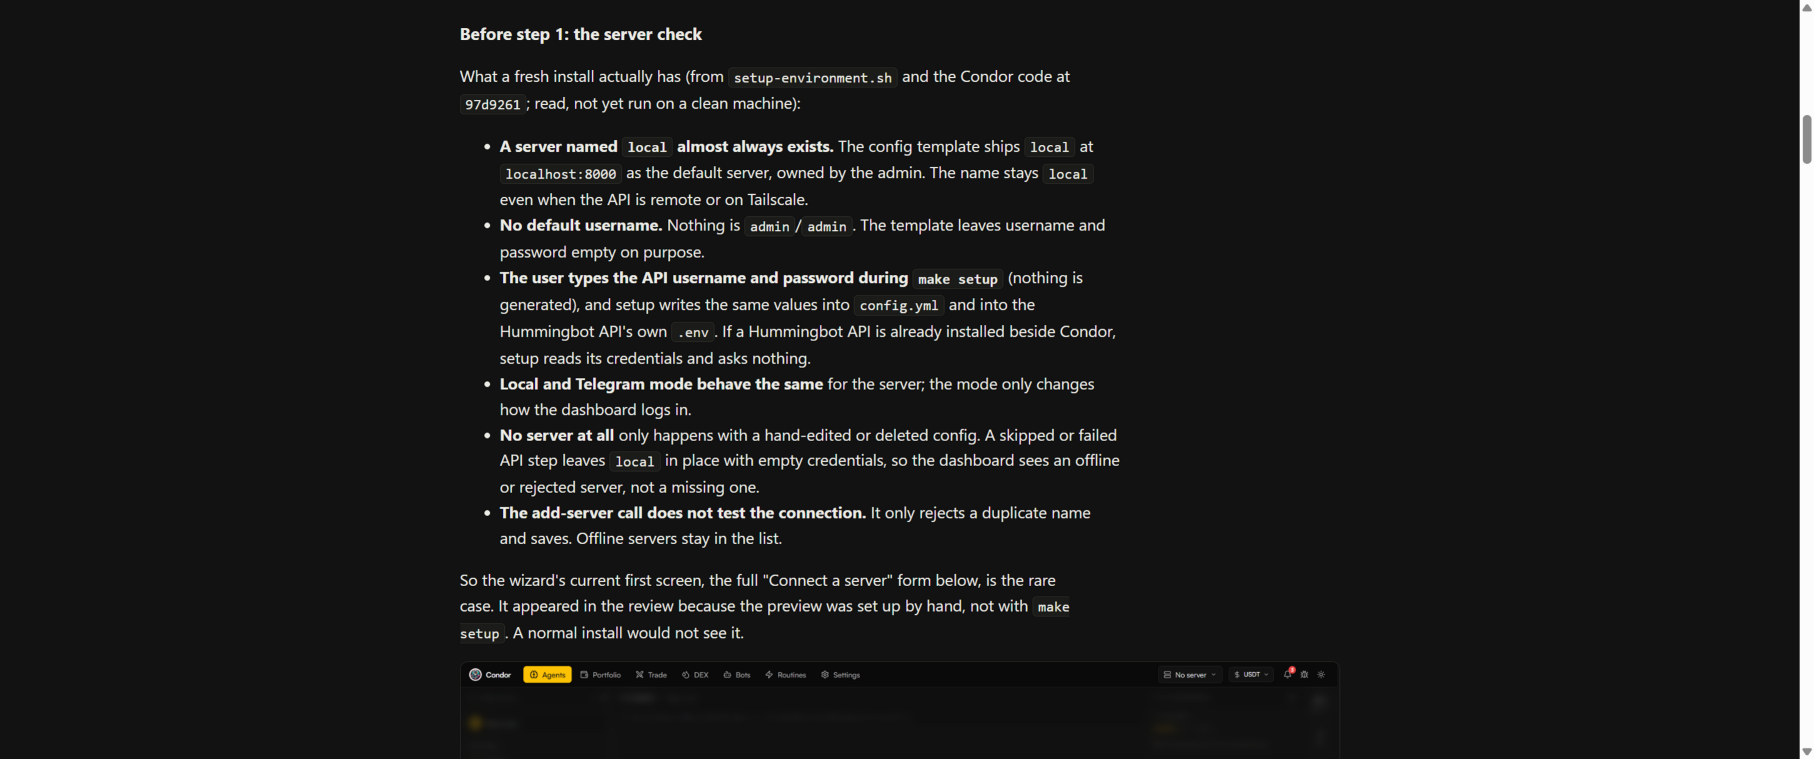 Before step 1: the server check
What a fresh install actually has (from setup-environment.sh and the Condor code at
97d9261; read, not yet run on a clean machine):
• A server named local almost always exists. The config template ships local at
localhost:8000 as the default server, owned by the admin. The name stays local
even when the API is remote or on Tailscale.
• No default username. Nothing is admin/admin. The template leaves username and
password empty on purpose.
• The user types the API username and password during make setup (nothing is
generated), and setup writes the same values into config.yml and into the
Hummingbot API's own .env. If a Hummingbot API is already installed beside Condor,
setup reads its credentials and asks nothing.
• Local and Telegram mode behave the same for the server; the mode only changes
how the dashboard logs in.
• No server at all only happens with a hand-edited or deleted config. A skipped or failed
API step leaves local in place with empty credentials, so the dashboard sees an offline
or rejected server, not a missing one.
• The add-server call does not test the connection. It only rejects a duplicate name
and saves. Offline servers stay in the list.
So the wizard's current first screen, the full "Connect a server" form below, is the rare
case. It appeared in the review because the preview was set up by hand, not with make
setup. A normal install would not see it.
Condor Agents Portfolio Trade DEX Bots Routines Settings No server $ USDT